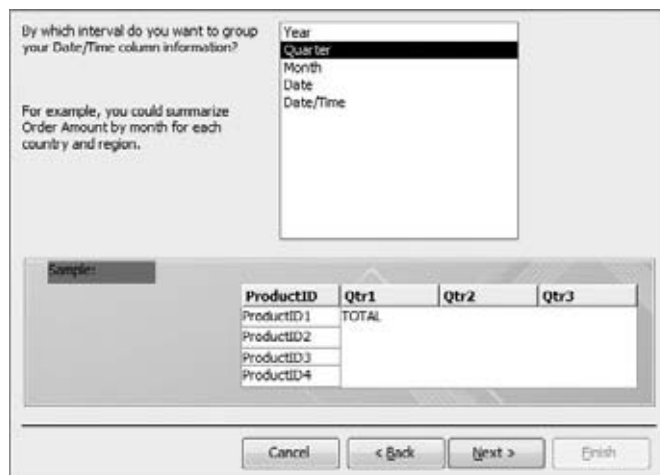 By which interval do you want to group
your Date/Time column information?
For example, you could summarize
Order Amount by month for each
country and region.
Year
Quarter
Month
Date
Date/Time
Sample:
ProductID Qtr1 Qtr2 Qtr3
ProductID1 TOTAL
ProductID2
ProductID3
ProductID4
Cancel < Back Next > Finish